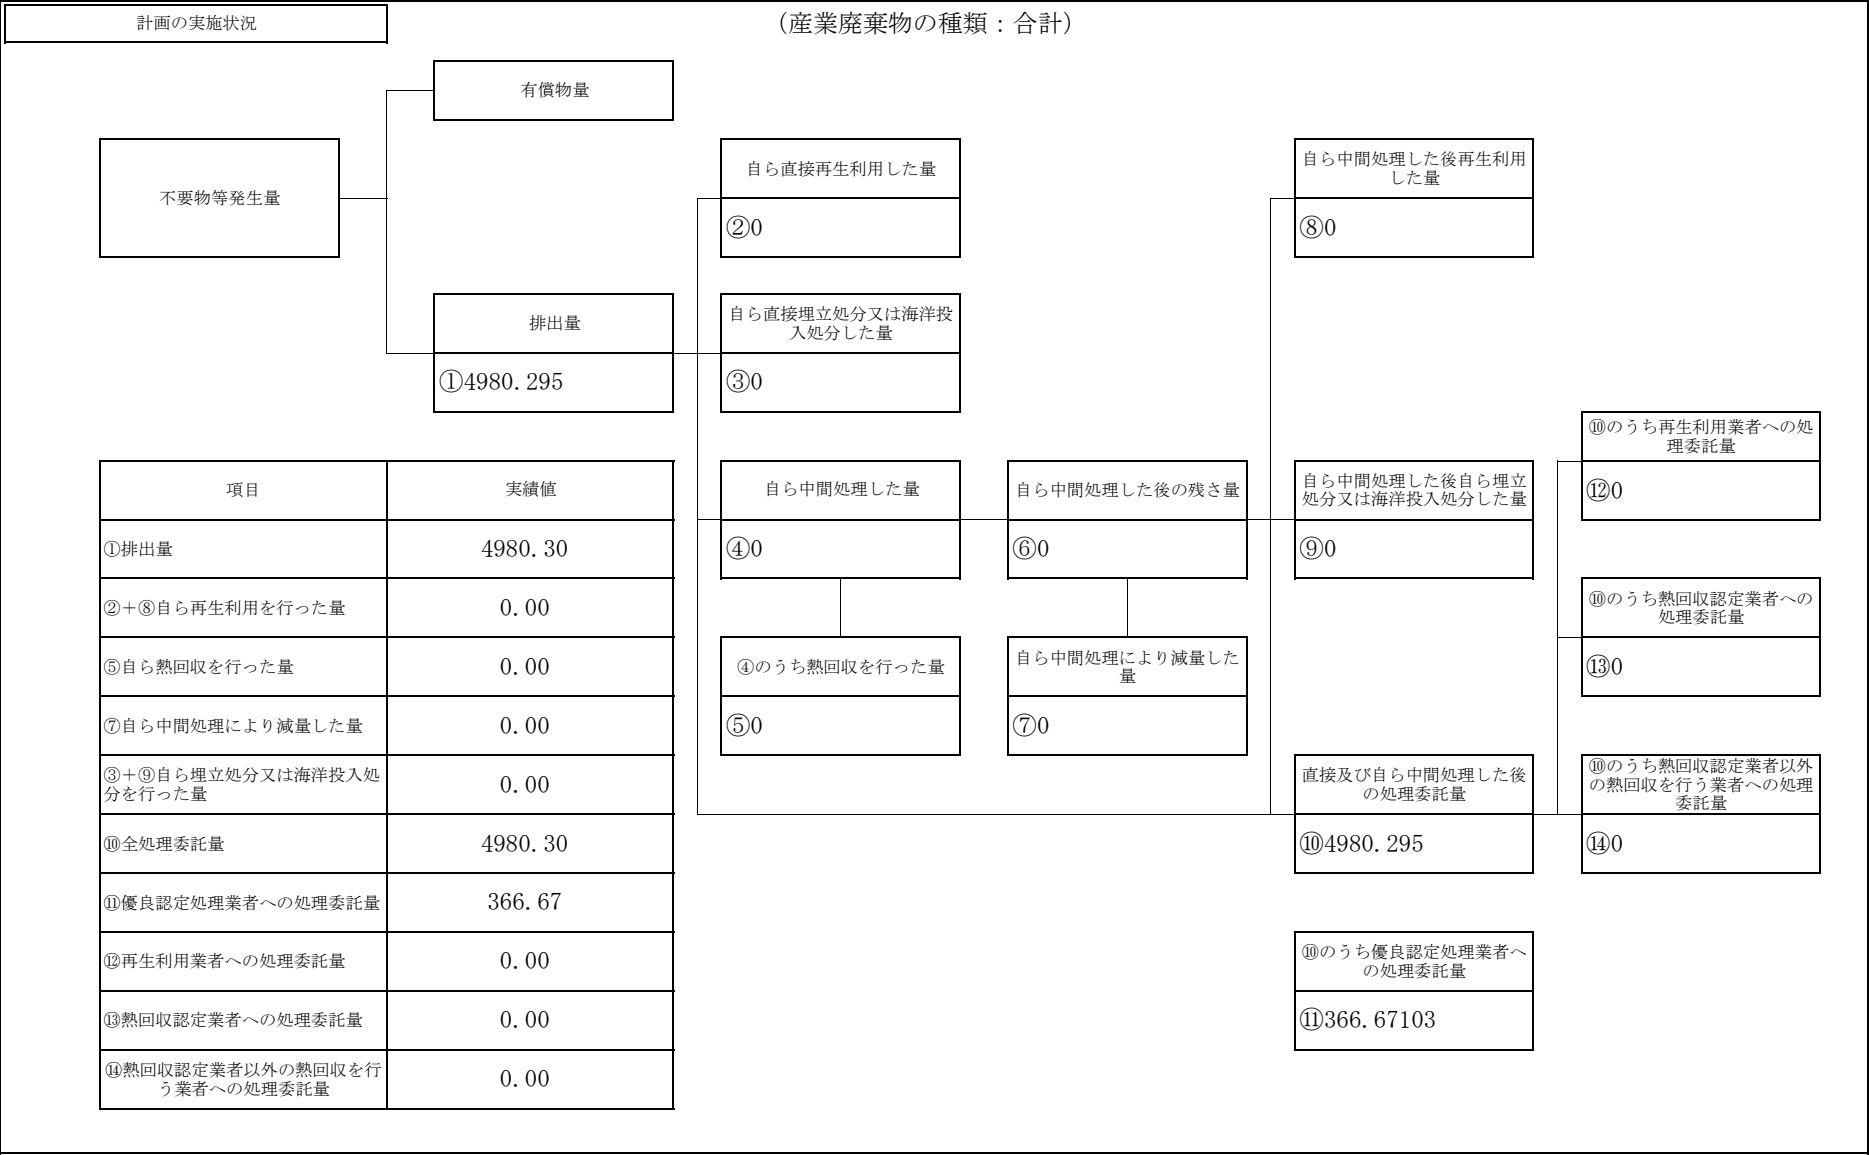 計画の実施状況
（産業廃棄物の種類：合計）
有償物量
不要物等発生量
自ら直接再生利用した量
②0
自ら中間処理した後再生利用
した量
⑧0
排出量
①4980.295
自ら直接埋立処分又は海洋投
入処分した量
③0
⑩のうち再生利用業者への処
理委託量
⑫0
自ら中間処理した量
④0
自ら中間処理した後の残さ量
⑥0
自ら中間処理した後自ら埋立
処分又は海洋投入処分した量
⑨0
⑩のうち熱回収認定業者への
処理委託量
⑬0
④のうち熱回収を行った量
⑤0
自ら中間処理により減量した
量
⑦0
直接及び自ら中間処理した後
の処理委託量
⑩4980.295
⑩のうち熱回収認定業者以外
の熱回収を行う業者への処理
委託量
⑭0
⑩のうち優良認定処理業者へ
の処理委託量
⑪366.67103
項目 実績値
①排出量 4980.30
②＋⑧自ら再生利用を行った量 0.00
⑤自ら熱回収を行った量 0.00
⑦自ら中間処理により減量した量 0.00
③＋⑨自ら埋立処分又は海洋投入処
分を行った量 0.00
⑩全処理委託量 4980.30
⑪優良認定処理業者への処理委託量 366.67
⑫再生利用業者への処理委託量 0.00
⑬熱回収認定業者への処理委託量 0.00
⑭熱回収認定業者以外の熱回収を行
う業者への処理委託量 0.00